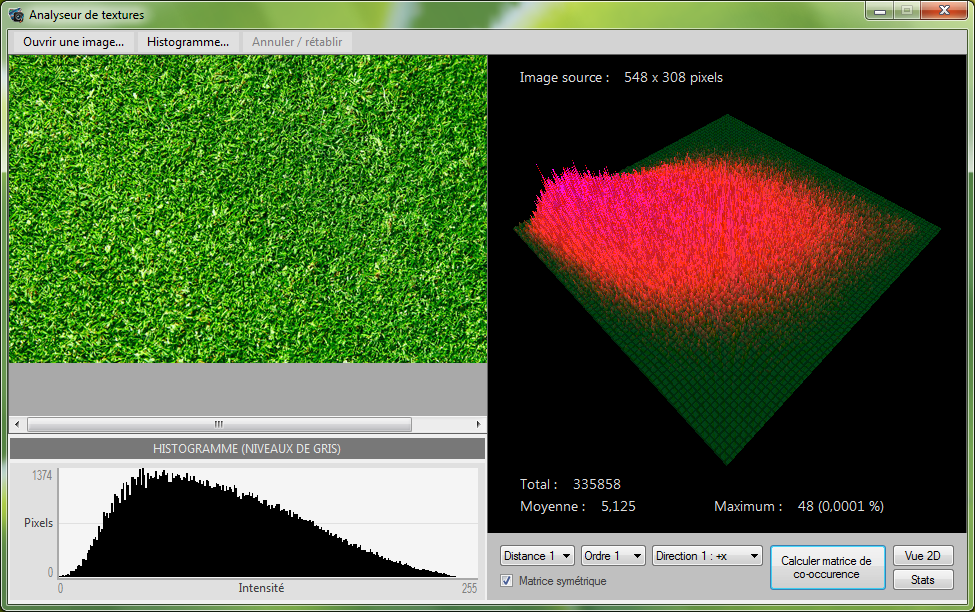 Analyseur de textures
Ouvrir une image... Histogramme... Annuler / rétablir
Image source : 548 x 308 pixels
HISTOGRAMME (NIVEAUX DE GRIS)
1374
Pixels
0
0 Intensité 255
Total : 335858
Moyenne : 5,125 Maximum : 48 (0,0001 %)
Distance 1 Ordre 1 Direction 1 : +x
Matrice symétrique
Calculer matrice de
co-occurence
Vue 2D
Stats